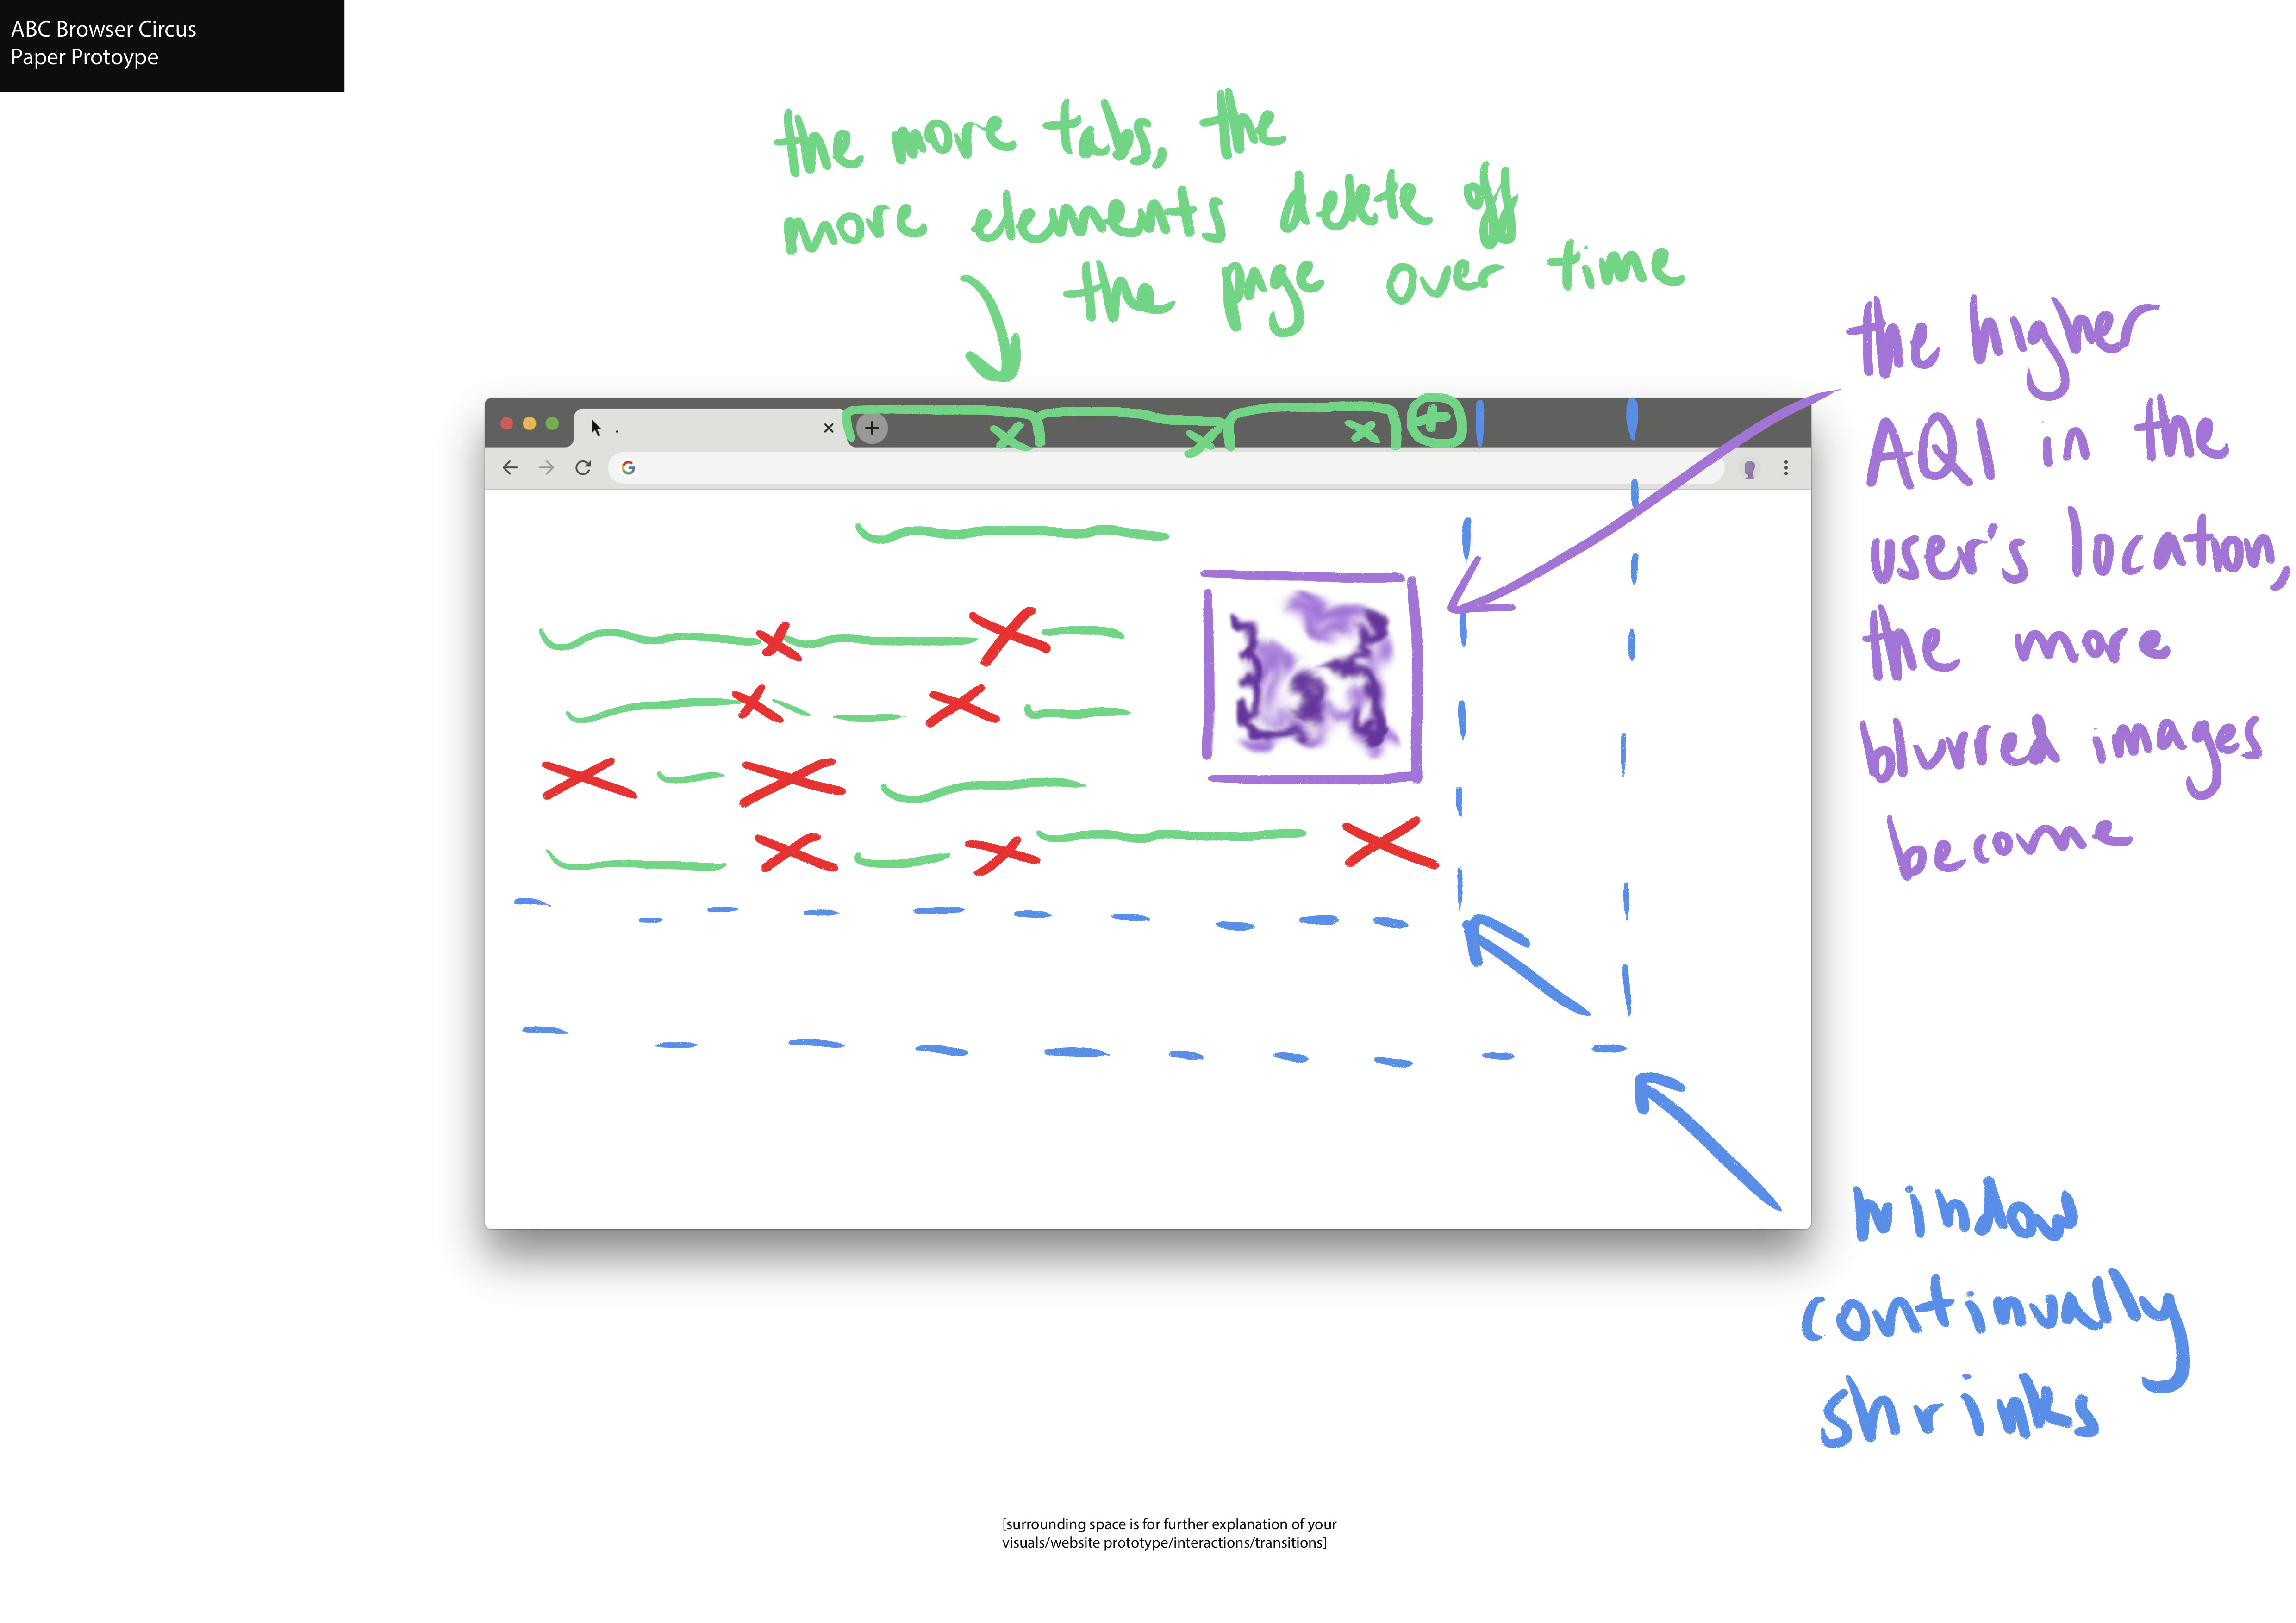 ABC Browser Circus
Paper Protoype
the more tabs, the
more elements delete off
the page over time
the higher
AQI in the
user's location,
the more
blurred images
become
window
continually
shrinks
[surrounding space is for further explanation of your
visuals/website prototype/interactions/transitions]